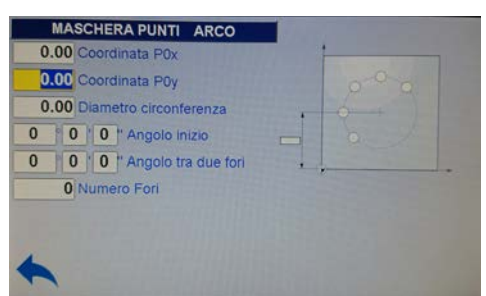 MASCHERA PUNTI ARCO
0.00 Coordinata P0x
0.00 Coordinata P0y
0.00 Diametro circonferenza
0 ° 0 ' 0 " Angolo inizio
0 ° 0 ' 0 " Angolo tra due fori
0 Numero Fori